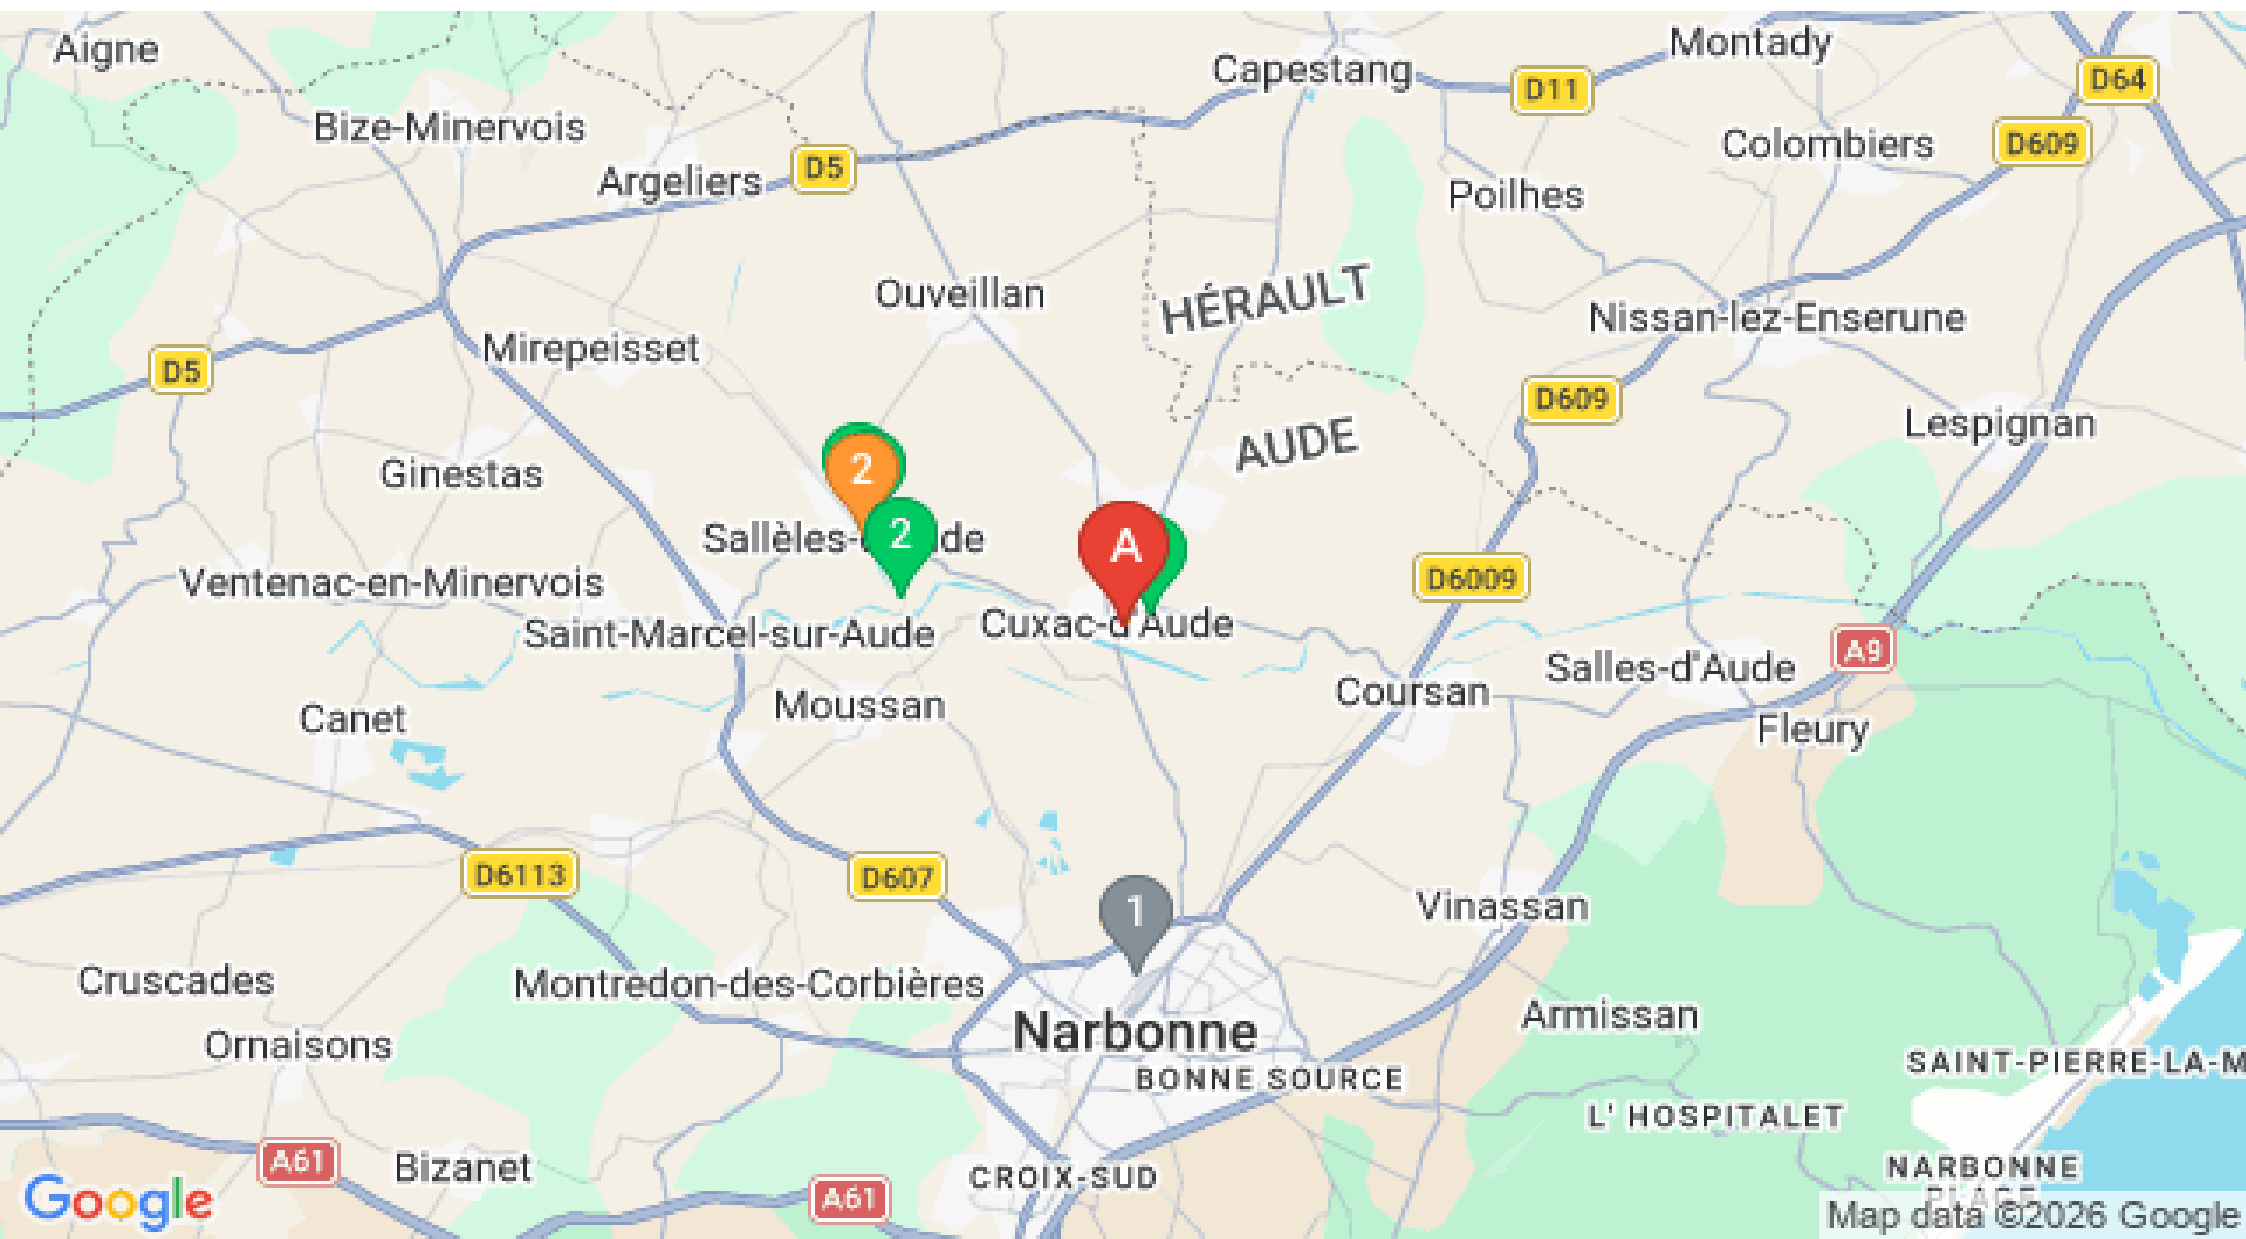 Aigne
Montady
Capestang
D11
D64
Bize-Minervois
Colombiers
D609
Argeliers
D5
Poilhes
Ouveillan
HÉRAULT
Nissan-lez-Enserune
Mirepeisset
D5
D609
Lespignan
AUDE
Ginestas
2
Sallèles- de
2
A
Ventenac-en-Minervois
D6009
Saint-Marcel-sur-Aude
Cuxac-d'Aude
A9
Salles-d'Aude
Coursan
Moussan
Canet
Fleury
D6113
D607
1
Vinassan
Cruscades
Montredon-des-Corbières
Armissan
Narbonne
Ornaisons
BONNE SOURCE
SAINT-PIERRE-LA-M
L' HOSPITALET
A61
Bizanet
CROIX-SUD
NARBONNE
PLAGE
A61
Google
Map data ©2026 Google